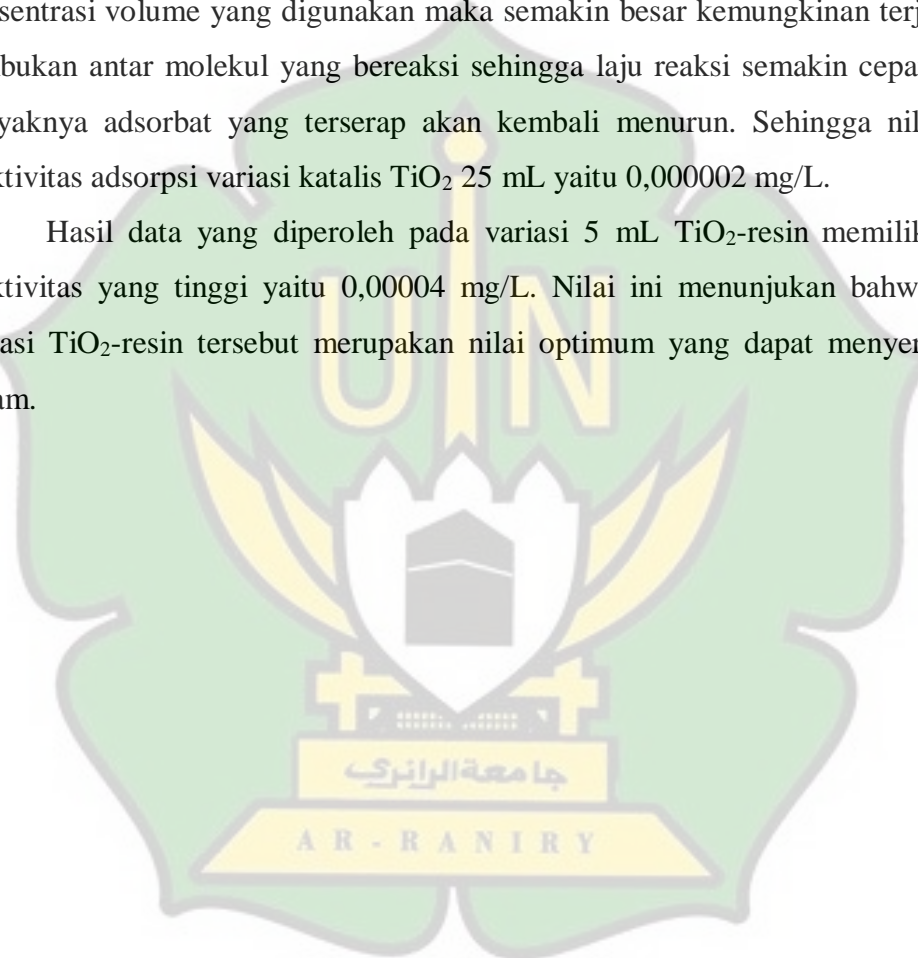 sentrasi volume yang digunakan maka semakin besar kemungkinan terj
bukan antar molekul yang bereaksi sehingga laju reaksi semakin cepa
yaknya adsorbat yang terserap akan kembali menurun. Sehingga nil
ktivitas adsorpsi variasi katalis TiO₂ 25 mL yaitu 0,000002 mg/L.
Hasil data yang diperoleh pada variasi 5 mL TiO₂-resin memilik
ktivitas yang tinggi yaitu 0,00004 mg/L. Nilai ini menunjukan bahw
asi TiO₂-resin tersebut merupakan nilai optimum yang dapat menyer
am.
UIN
جامعة الرانري
AR-RANIRY